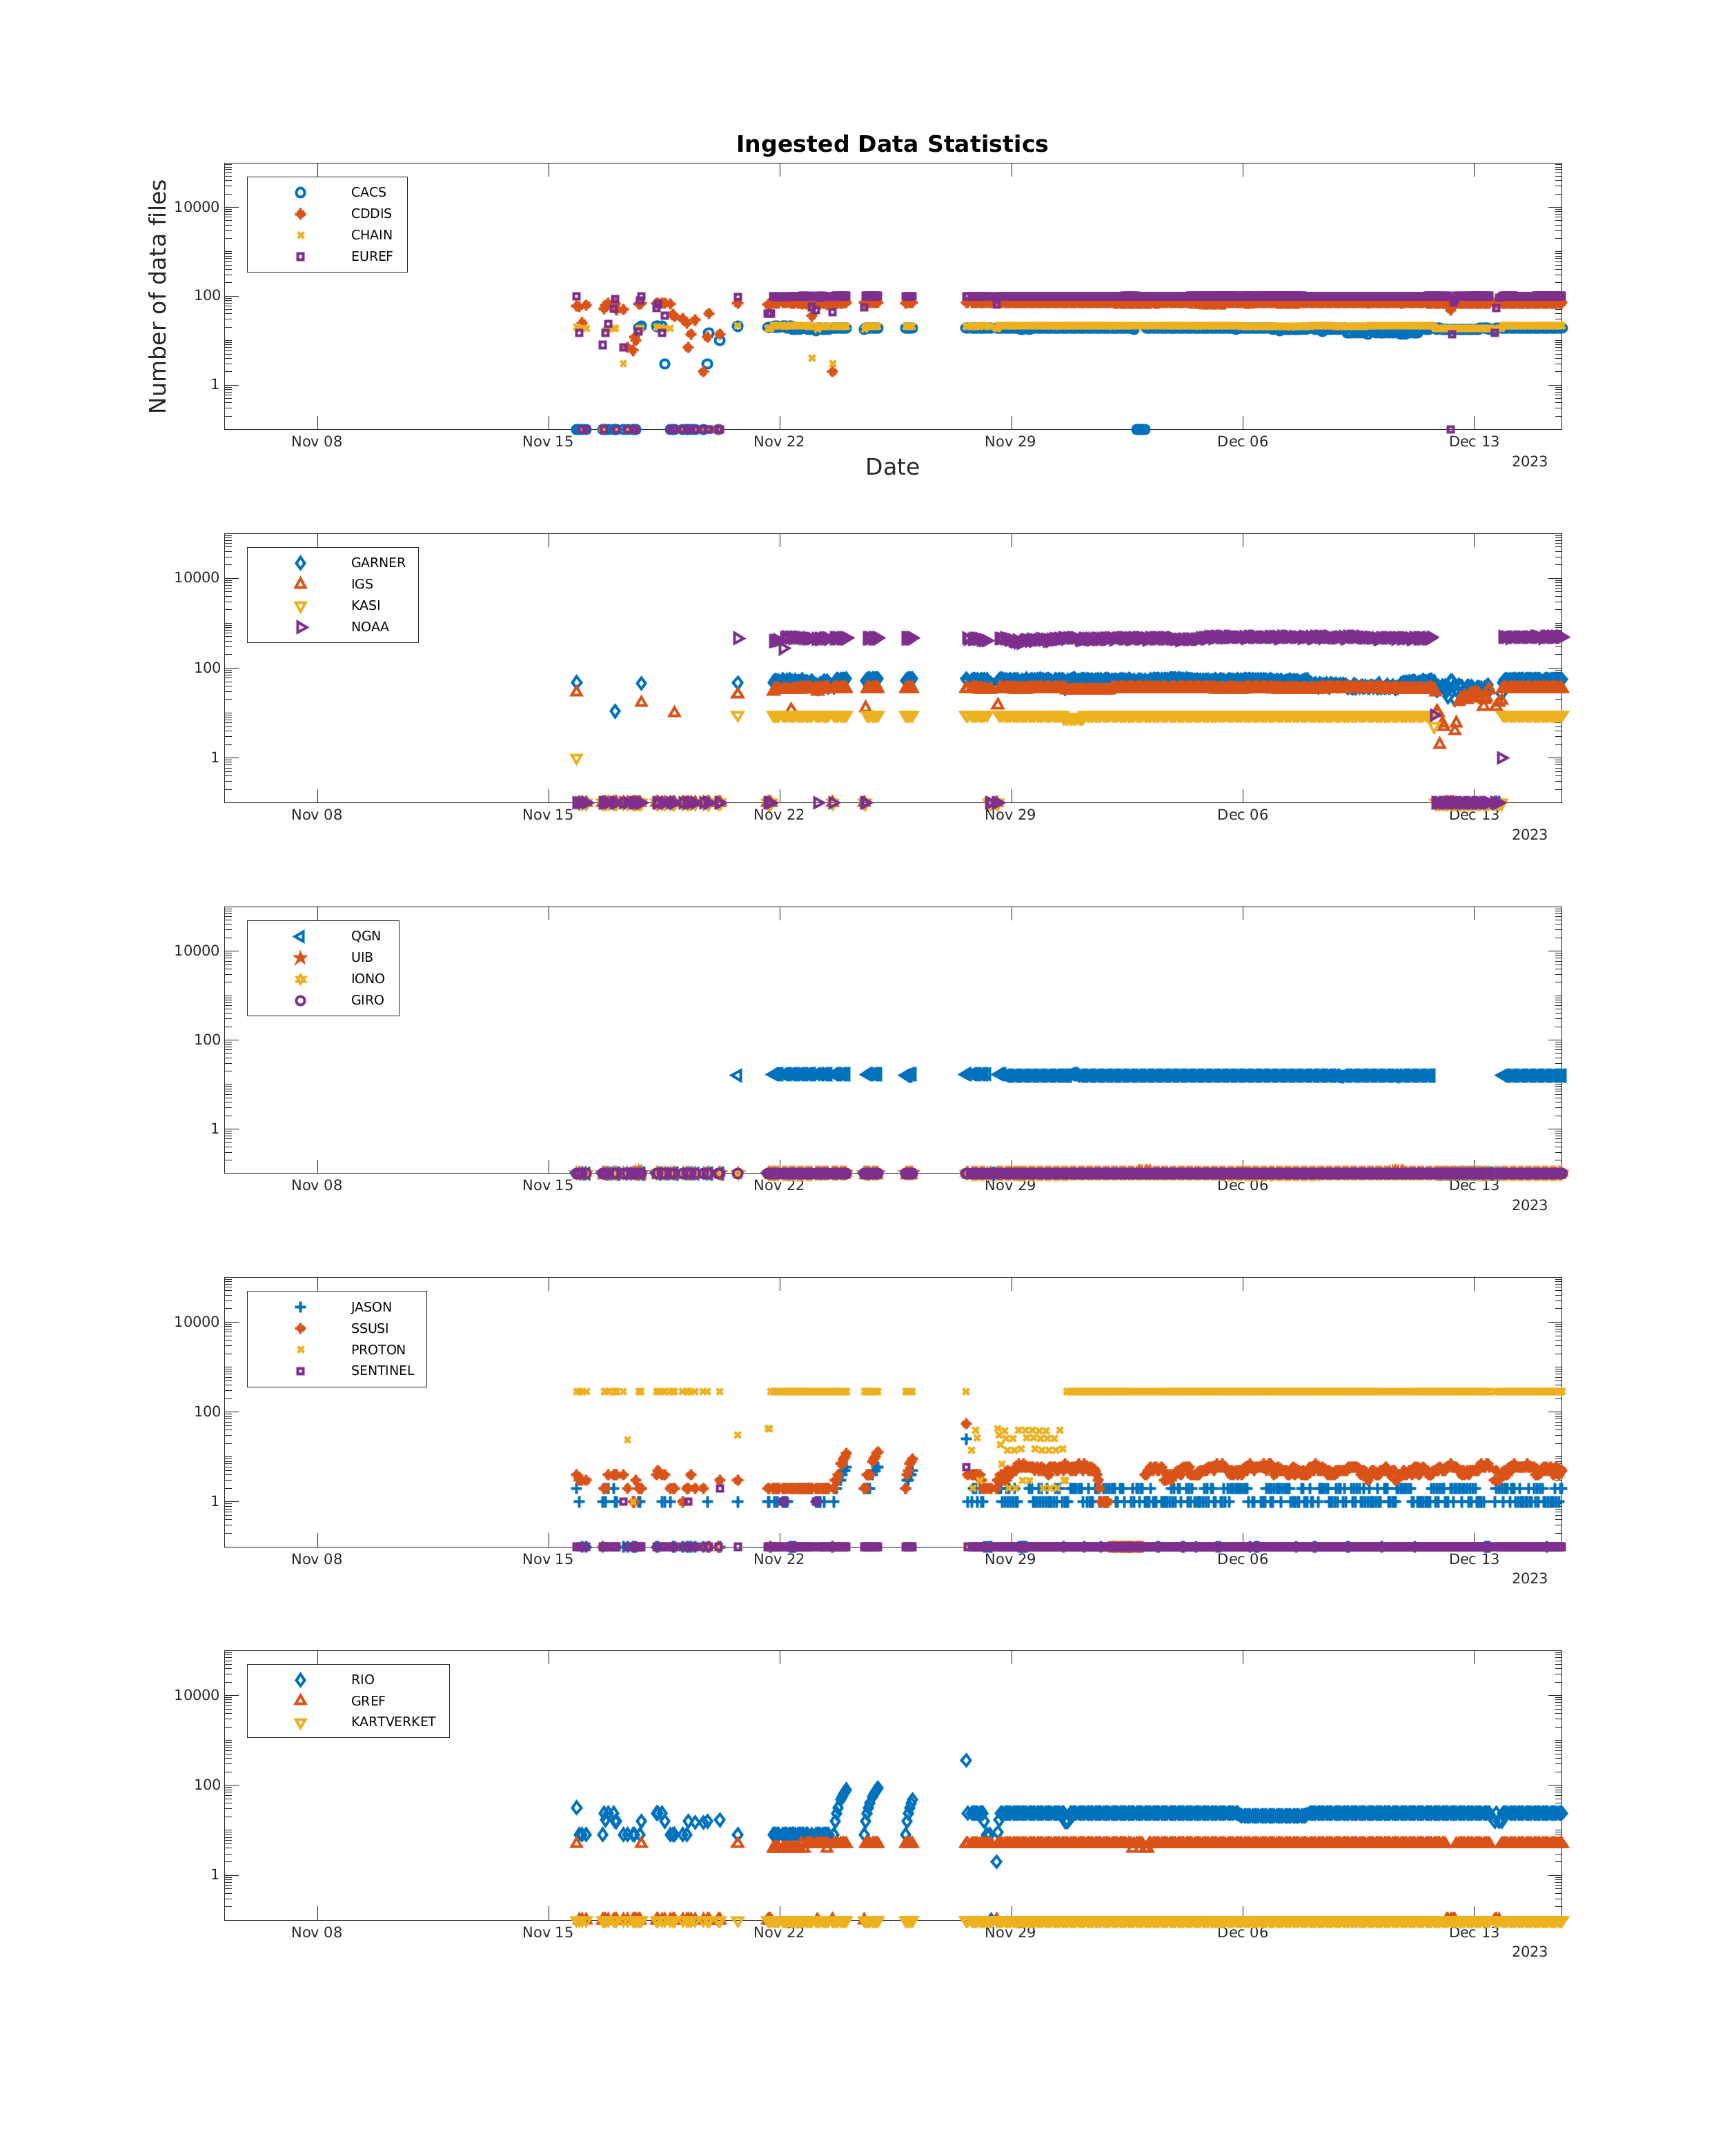 Ingested Data Statistics
Number of data files
10000
100
1
CACS
CDDIS
CHAIN
EUREF
Nov 08 Nov 15 Nov 22 Nov 29 Dec 06 Dec 13
2023
Date
10000
100
1
GARNER
IGS
KASI
NOAA
Nov 08 Nov 15 Nov 22 Nov 29 Dec 06 Dec 13
2023
10000
100
1
QGN
UIB
IONO
GIRO
Nov 08 Nov 15 Nov 22 Nov 29 Dec 06 Dec 13
2023
10000
100
1
JASON
SSUSI
PROTON
SENTINEL
Nov 08 Nov 15 Nov 22 Nov 29 Dec 06 Dec 13
2023
10000
100
1
RIO
GREF
KARTVERKET
Nov 08 Nov 15 Nov 22 Nov 29 Dec 06 Dec 13
2023